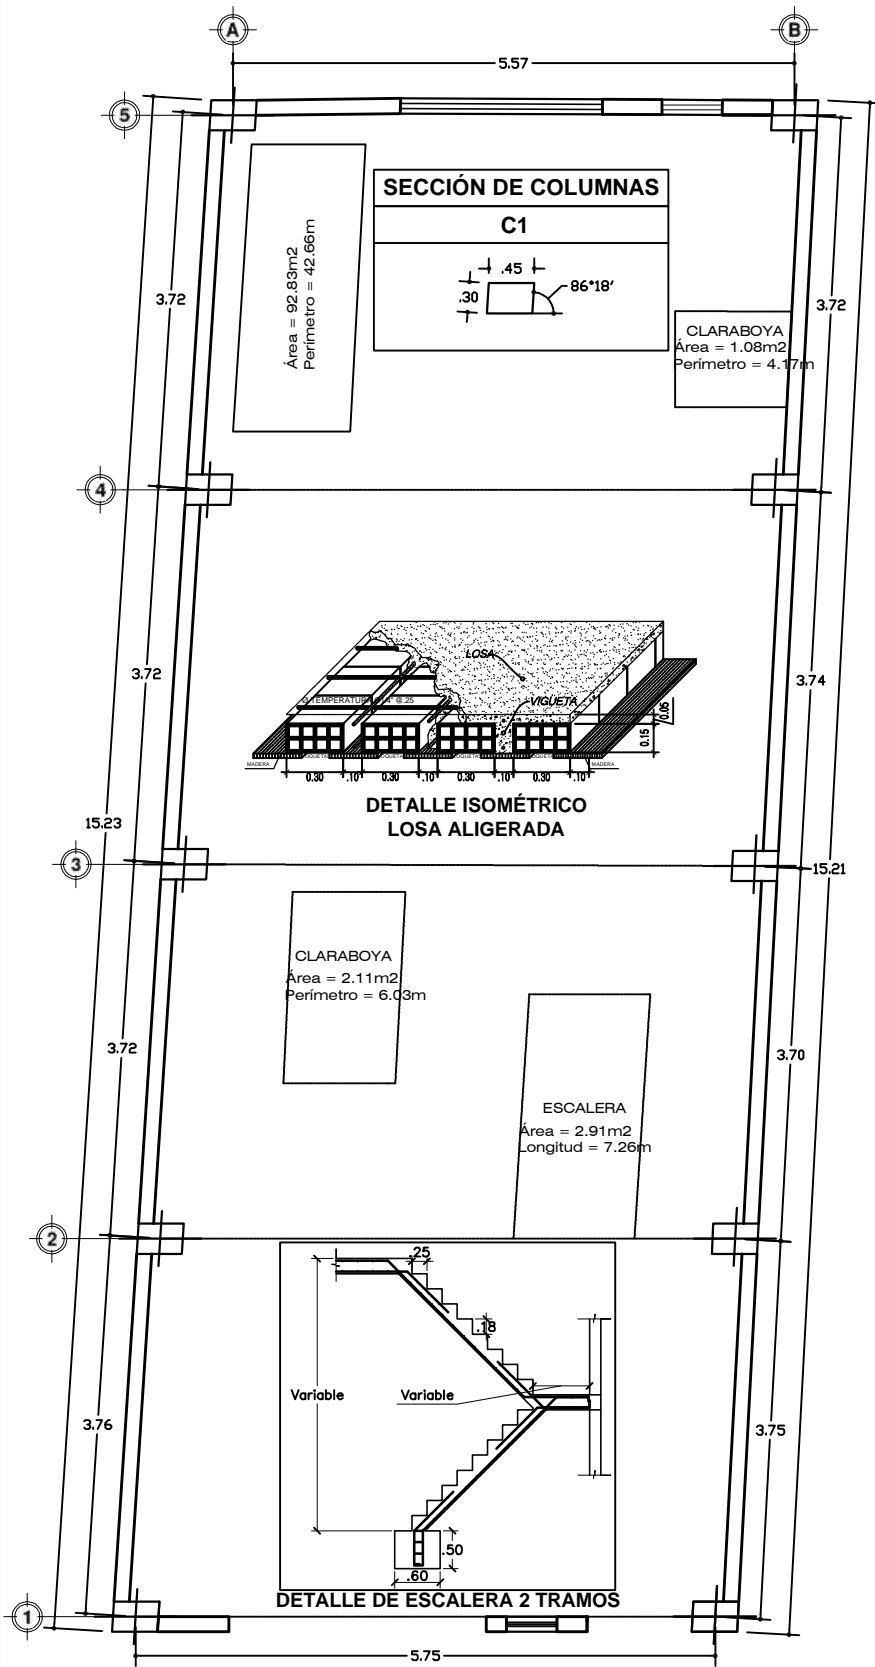 A
B
5.57
5
SECCIÓN DE COLUMNAS
C1
.45
.30
86°18'
Área = 92.83m2
Perímetro = 42.66m
3.72
3.72
CLARABOYA
Área = 1.08m2
Perímetro = 4.17m
4
LOSA
Ø TEMPERATURA 1/4" @.25
VIGUETA
0.05
0.15
MADERA
MADERA
0.30
.10
0.30
.10
0.30
.10
0.30
.10
DETALLE ISOMÉTRICO
LOSA ALIGERADA
3.72
3.74
15.23
3
15.21
CLARABOYA
Área = 2.11m2
Perímetro = 6.03m
3.72
3.70
ESCALERA
Área = 2.91m2
Longitud = 7.26m
2
.25
.18
Variable
Variable
3.76
3.75
.50
.60
DETALLE DE ESCALERA 2 TRAMOS
1
5.75